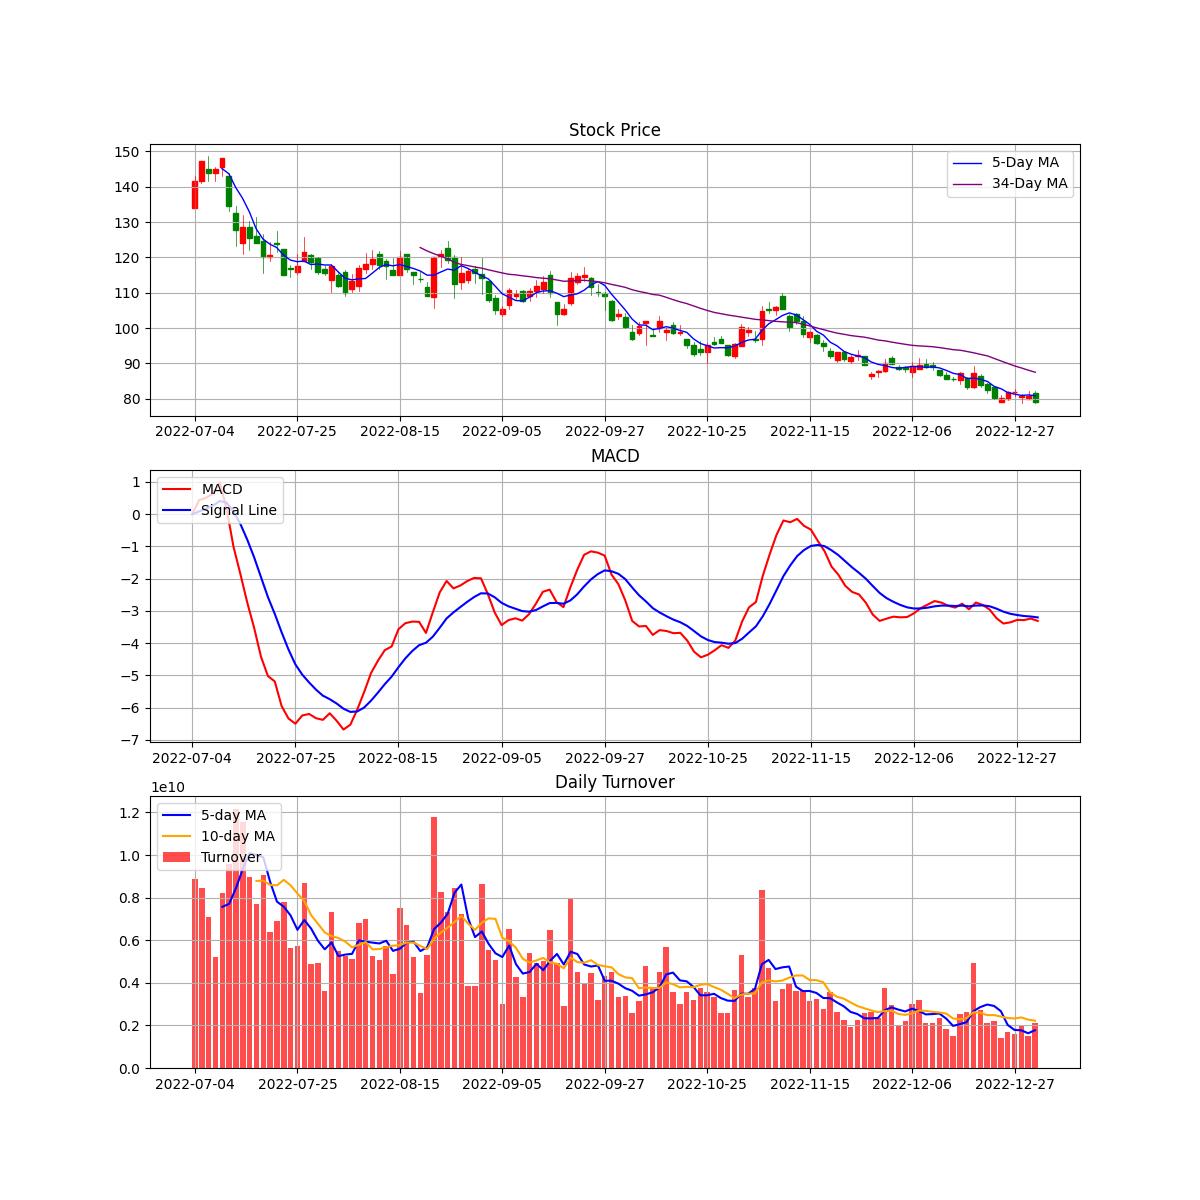 Stock Price
150
140
130
120
110
100
90
80
5-Day MA
34-Day MA
2022-07-04 2022-07-25 2022-08-15 2022-09-05 2022-09-27 2022-10-25 2022-11-15 2022-12-06 2022-12-27
MACD
1
0
−1
−2
−3
−4
−5
−6
−7
MACD
Signal Line
2022-07-04 2022-07-25 2022-08-15 2022-09-05 2022-09-27 2022-10-25 2022-11-15 2022-12-06 2022-12-27
Daily Turnover
1e10
1.2
1.0
0.8
0.6
0.4
0.2
0.0
5-day MA
10-day MA
Turnover
2022-07-04 2022-07-25 2022-08-15 2022-09-05 2022-09-27 2022-10-25 2022-11-15 2022-12-06 2022-12-27